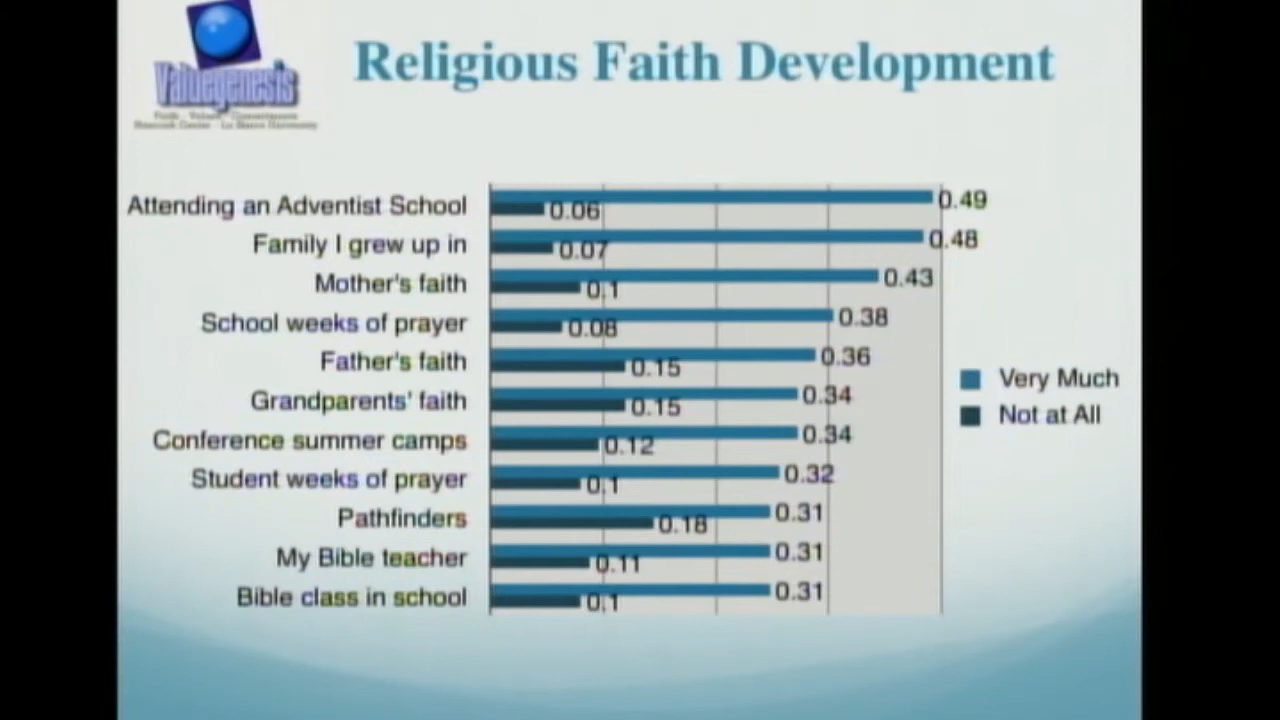 Valuegenesis
Religious Faith Development
Attending an Adventist School 0.49
0.06
Family I grew up in 0.48
0.07
Mother's faith 0.43
0.1
School weeks of prayer 0.38
0.08
Father's faith 0.36
0.15
Grandparents' faith 0.34
0.15
Conference summer camps 0.34
0.12
Student weeks of prayer 0.32
0.1
Pathfinders 0.31
0.18
My Bible teacher 0.31
0.11
Bible class in school 0.31
0.1
Very Much
Not at All